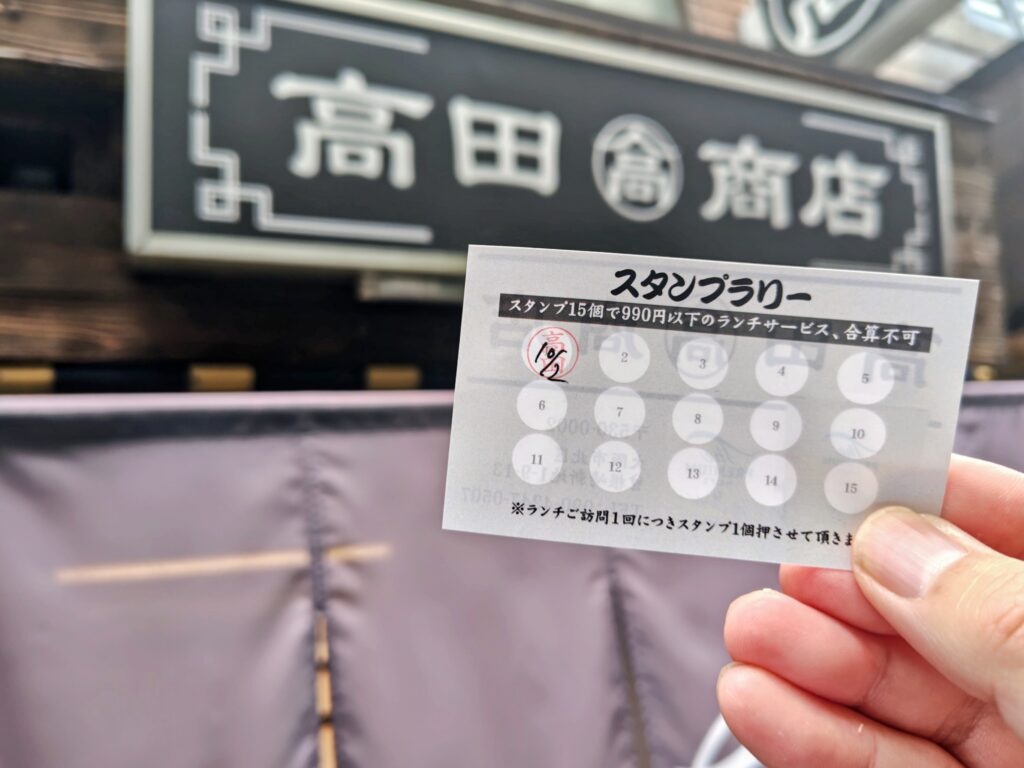 高田 高 商店
スタンプラリー
スタンプ15個で990円以下のランチサービス、合算不可
高田 10/2 2 3 4 5
6 7 8 9 10
11 12 13 14 15
※ランチご訪問1回につきスタンプ1個押させて頂きま